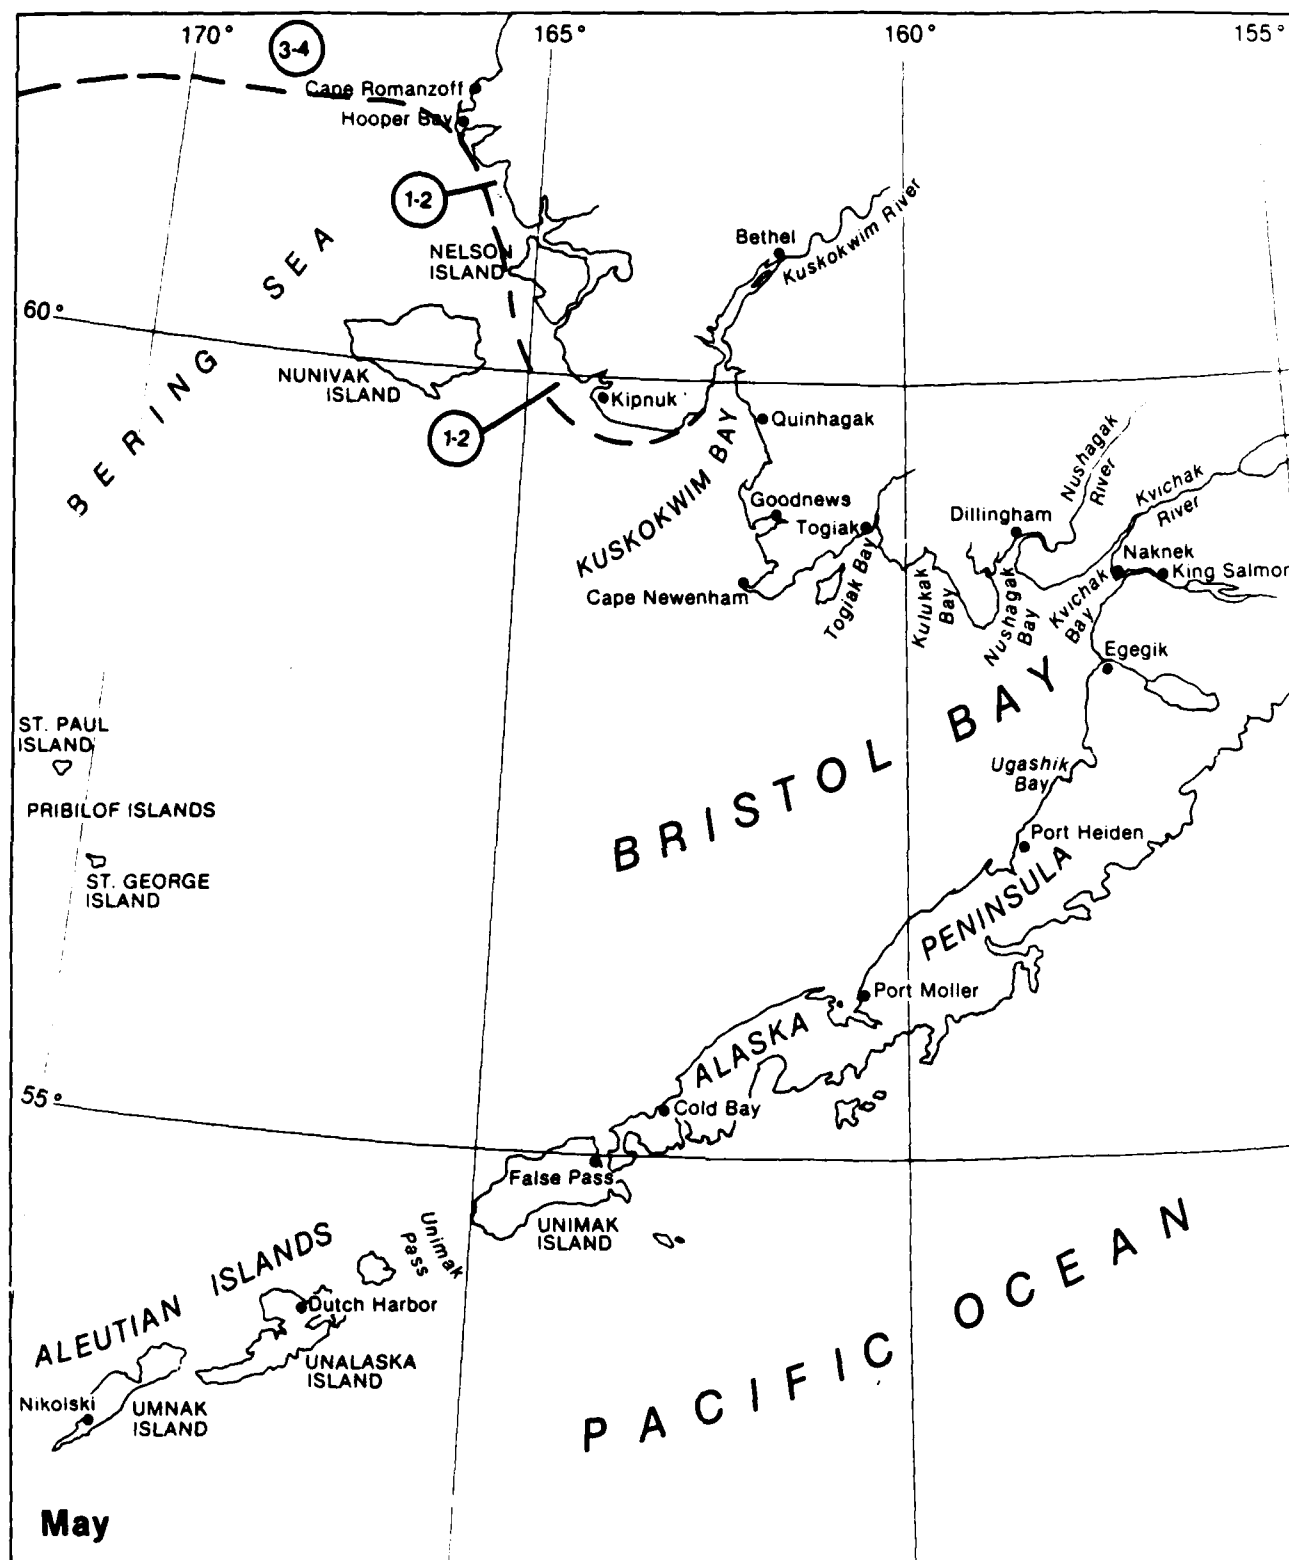 170°
165°
160°
155°
3-4
Cape Romanzoff
Hooper Bay
1-2
NELSON
ISLAND
Bethel
Kuskokwim River
BERING SEA
60°
NUNIVAK
ISLAND
Kipnuk
1-2
Quinhagak
KUSKOKWIM BAY
Goodnews
Togiak
Dillingham
Nushagak
River
Kvichak
River
Naknek
King Salmon
Cape Newenham
Togiak Bay
Kulukak
Bay
Nushagak
Bay
Kvichak
Bay
Egegik
BRISTOL BAY
ST. PAUL
ISLAND
PRIBILOF ISLANDS
ST. GEORGE
ISLAND
Ugashik
Bay
Port Heiden
ALASKA PENINSULA
Port Moller
55°
Cold Bay
False Pass
UNIMAK
ISLAND
Unimak
Pass
ALEUTIAN ISLANDS
Dutch Harbor
UNALASKA
ISLAND
Nikolski
UMNAK
ISLAND
PACIFIC OCEAN
May